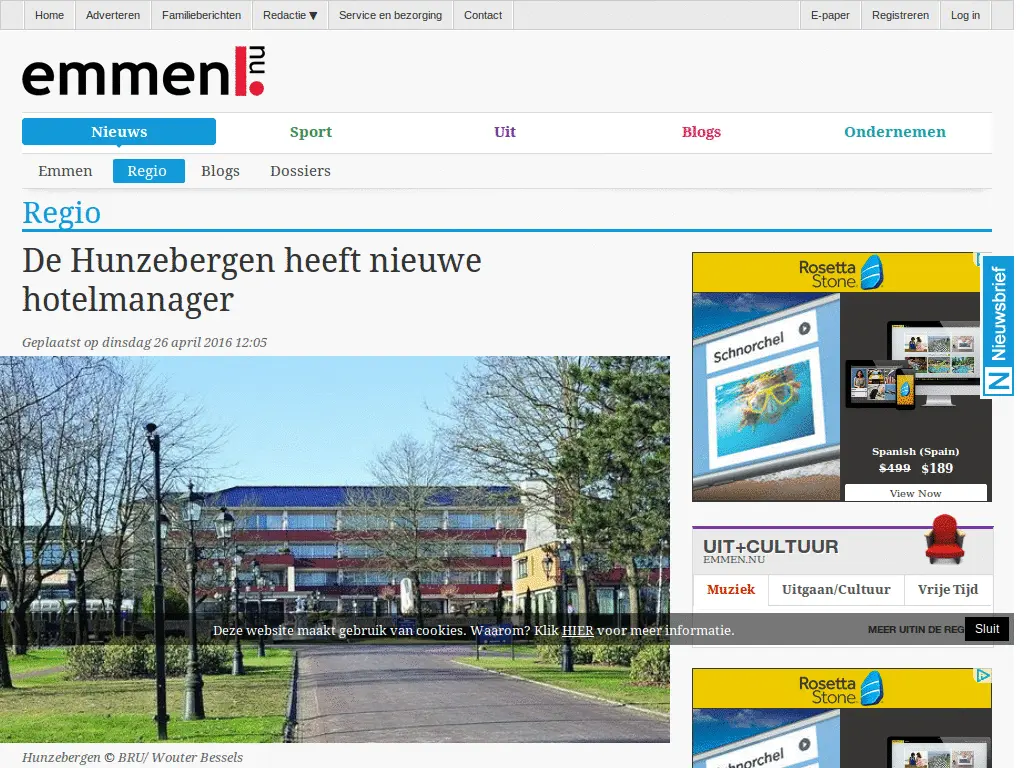 Home Adverteren Familieberichten Redactie ▼ Service en bezorging Contact E-paper Registreren Log in
emmen.nu
Nieuws Sport Uit Blogs Ondernemen
Emmen Regio Blogs Dossiers
Regio
De Hunzebergen heeft nieuwe
hotelmanager
Geplaatst op dinsdag 26 april 2016 12:05
Hunzebergen © BRU/ Wouter Bessels
Rosetta
Stone
Schnorchel
Spanish (Spain)
$499 $189
View Now
N Nieuwsbrief
UIT+CULTUUR
EMMEN.NU
Muziek Uitgaan/Cultuur Vrije Tijd
MEER UITIN DE REG
Deze website maakt gebruik van cookies. Waarom? Klik HIER voor meer informatie.
Sluit
Rosetta
Stone
chnorchel